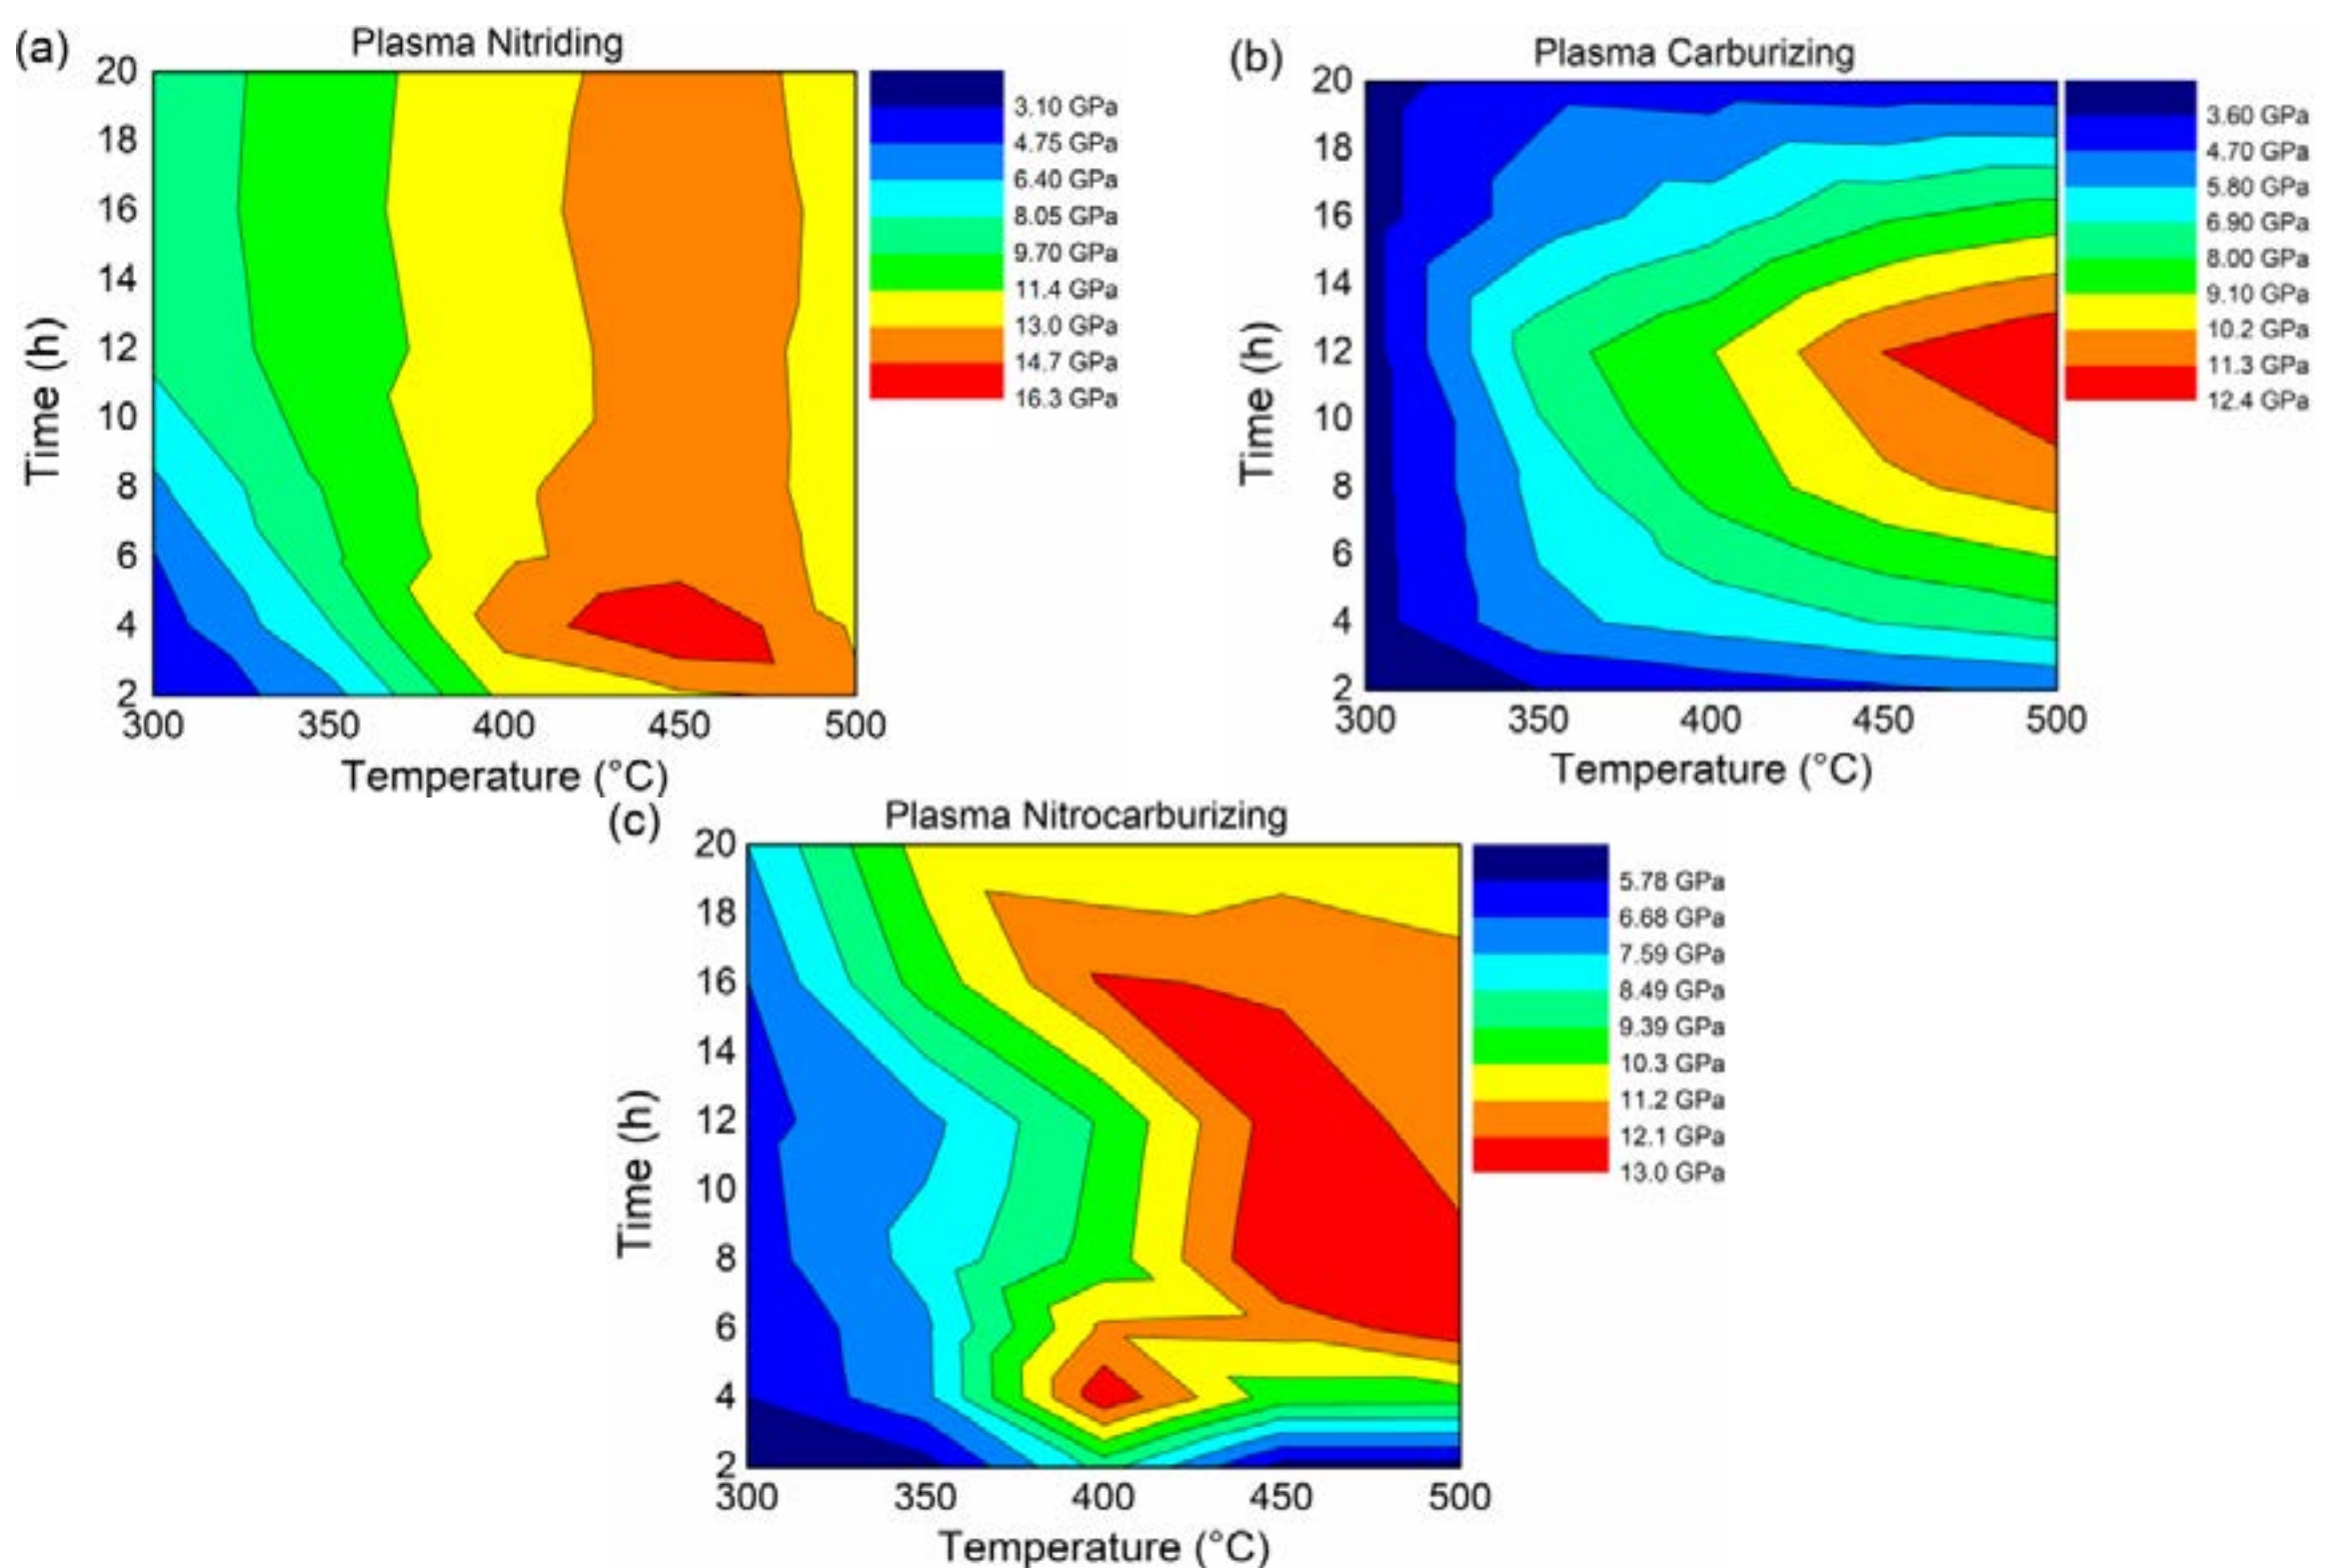 (a) Plasma Nitriding
20
18
16
14
12
10
8
6
4
2
Time (h)
300 350 400 450 500
Temperature (°C)
3.10 GPa
4.75 GPa
6.40 GPa
8.05 GPa
9.70 GPa
11.4 GPa
13.0 GPa
14.7 GPa
16.3 GPa
(b) Plasma Carburizing
20
18
16
14
12
10
8
6
4
2
Time (h)
300 350 400 450 500
Temperature (°C)
3.60 GPa
4.70 GPa
5.80 GPa
6.90 GPa
8.00 GPa
9.10 GPa
10.2 GPa
11.3 GPa
12.4 GPa
(c) Plasma Nitrocarburizing
20
18
16
14
12
10
8
6
4
2
Time (h)
300 350 400 450 500
Temperature (°C)
5.78 GPa
6.68 GPa
7.59 GPa
8.49 GPa
9.39 GPa
10.3 GPa
11.2 GPa
12.1 GPa
13.0 GPa